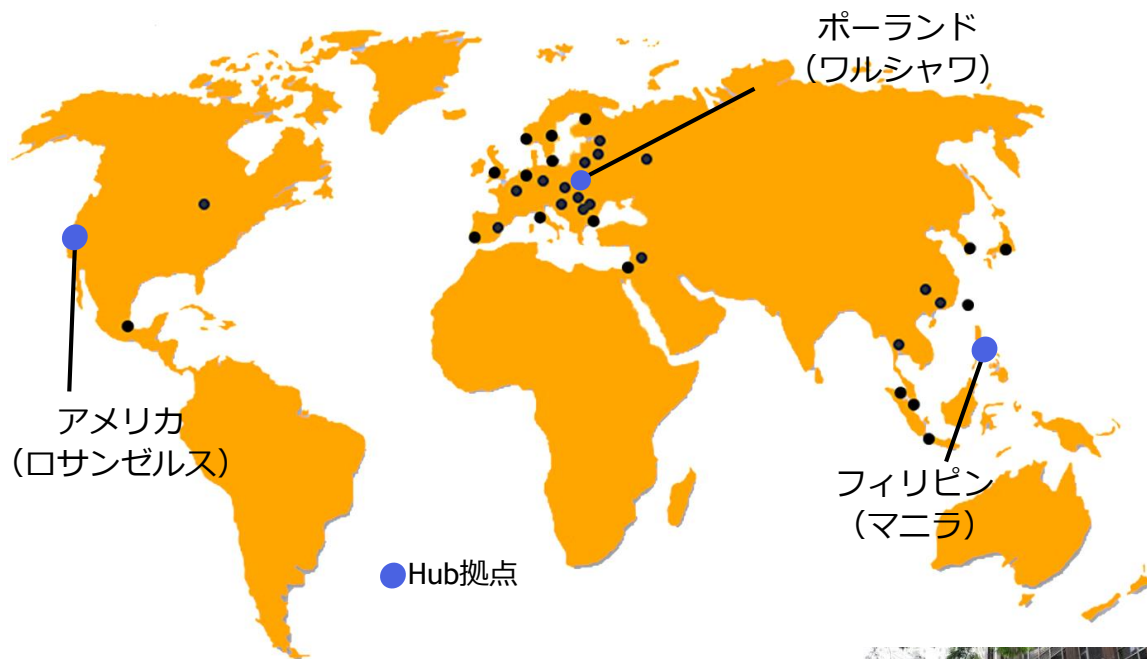 ポーランド
（ワルシャワ）
アメリカ
（ロサンゼルス）
フィリピン
（マニラ）
Hub拠点